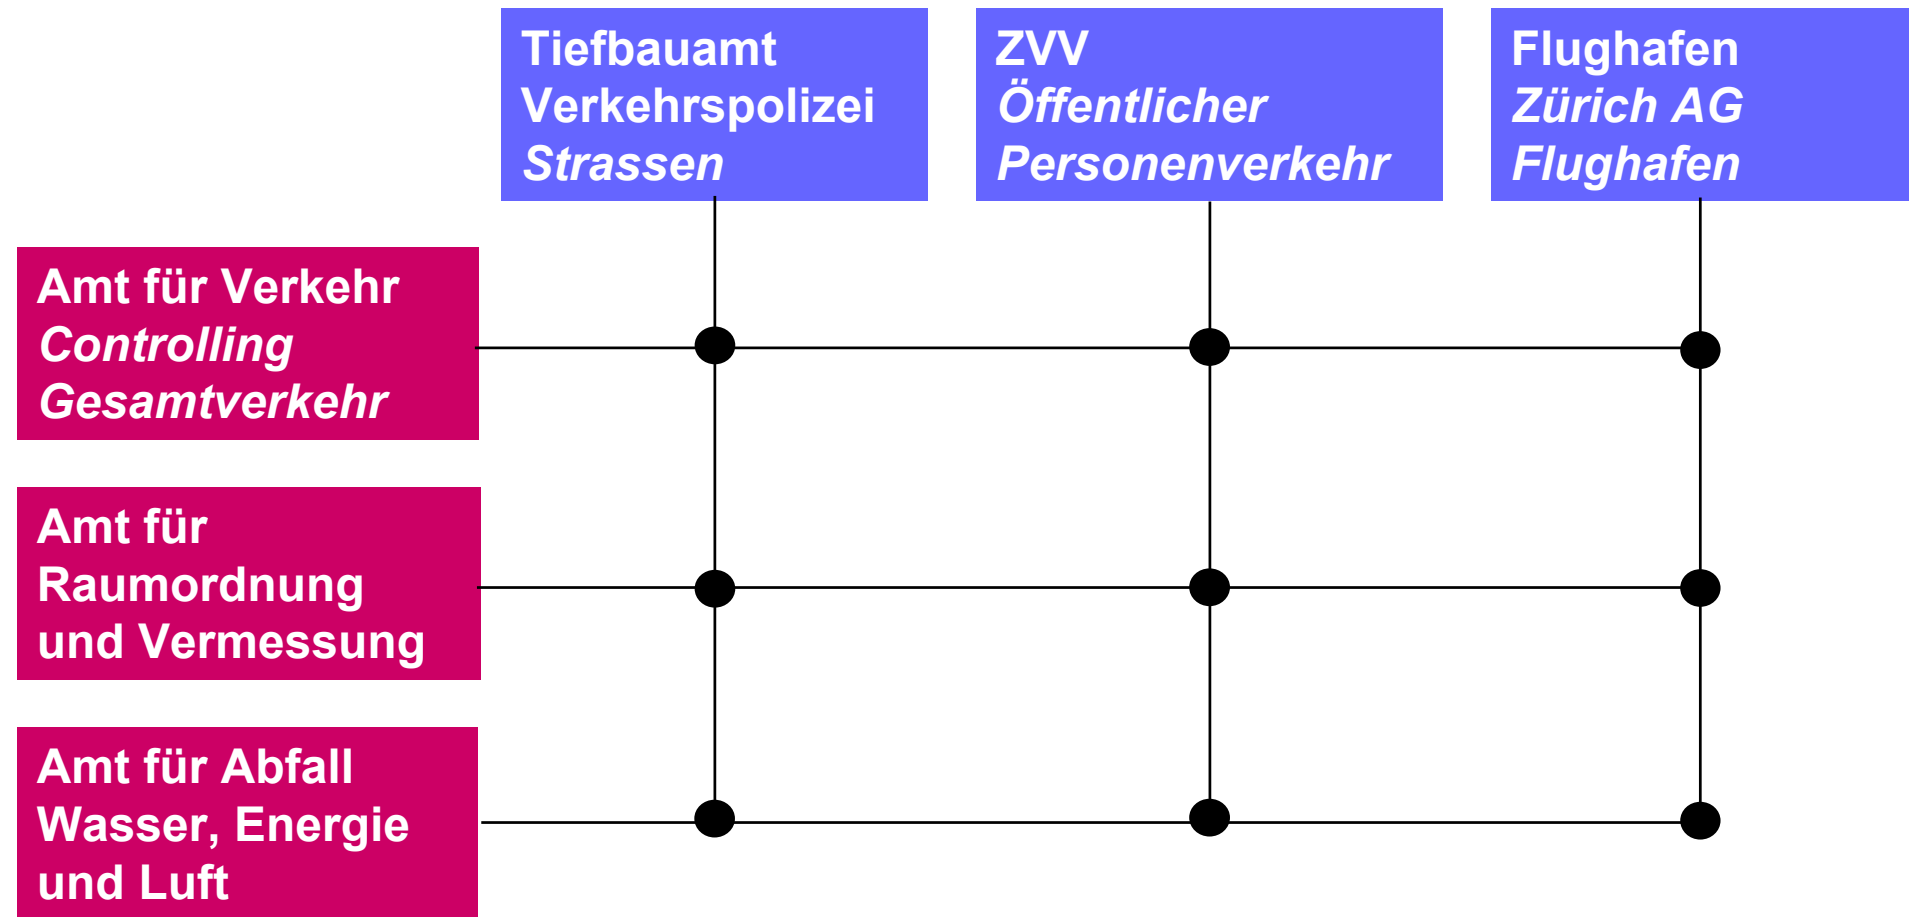 Tiefbauamt
Verkehrspolizei
Strassen
ZVV
Öffentlicher
Personenverkehr
Flughafen
Zürich AG
Flughafen
Amt für Verkehr
Controlling
Gesamtverkehr
Amt für
Raumordnung
und Vermessung
Amt für Abfall
Wasser, Energie
und Luft